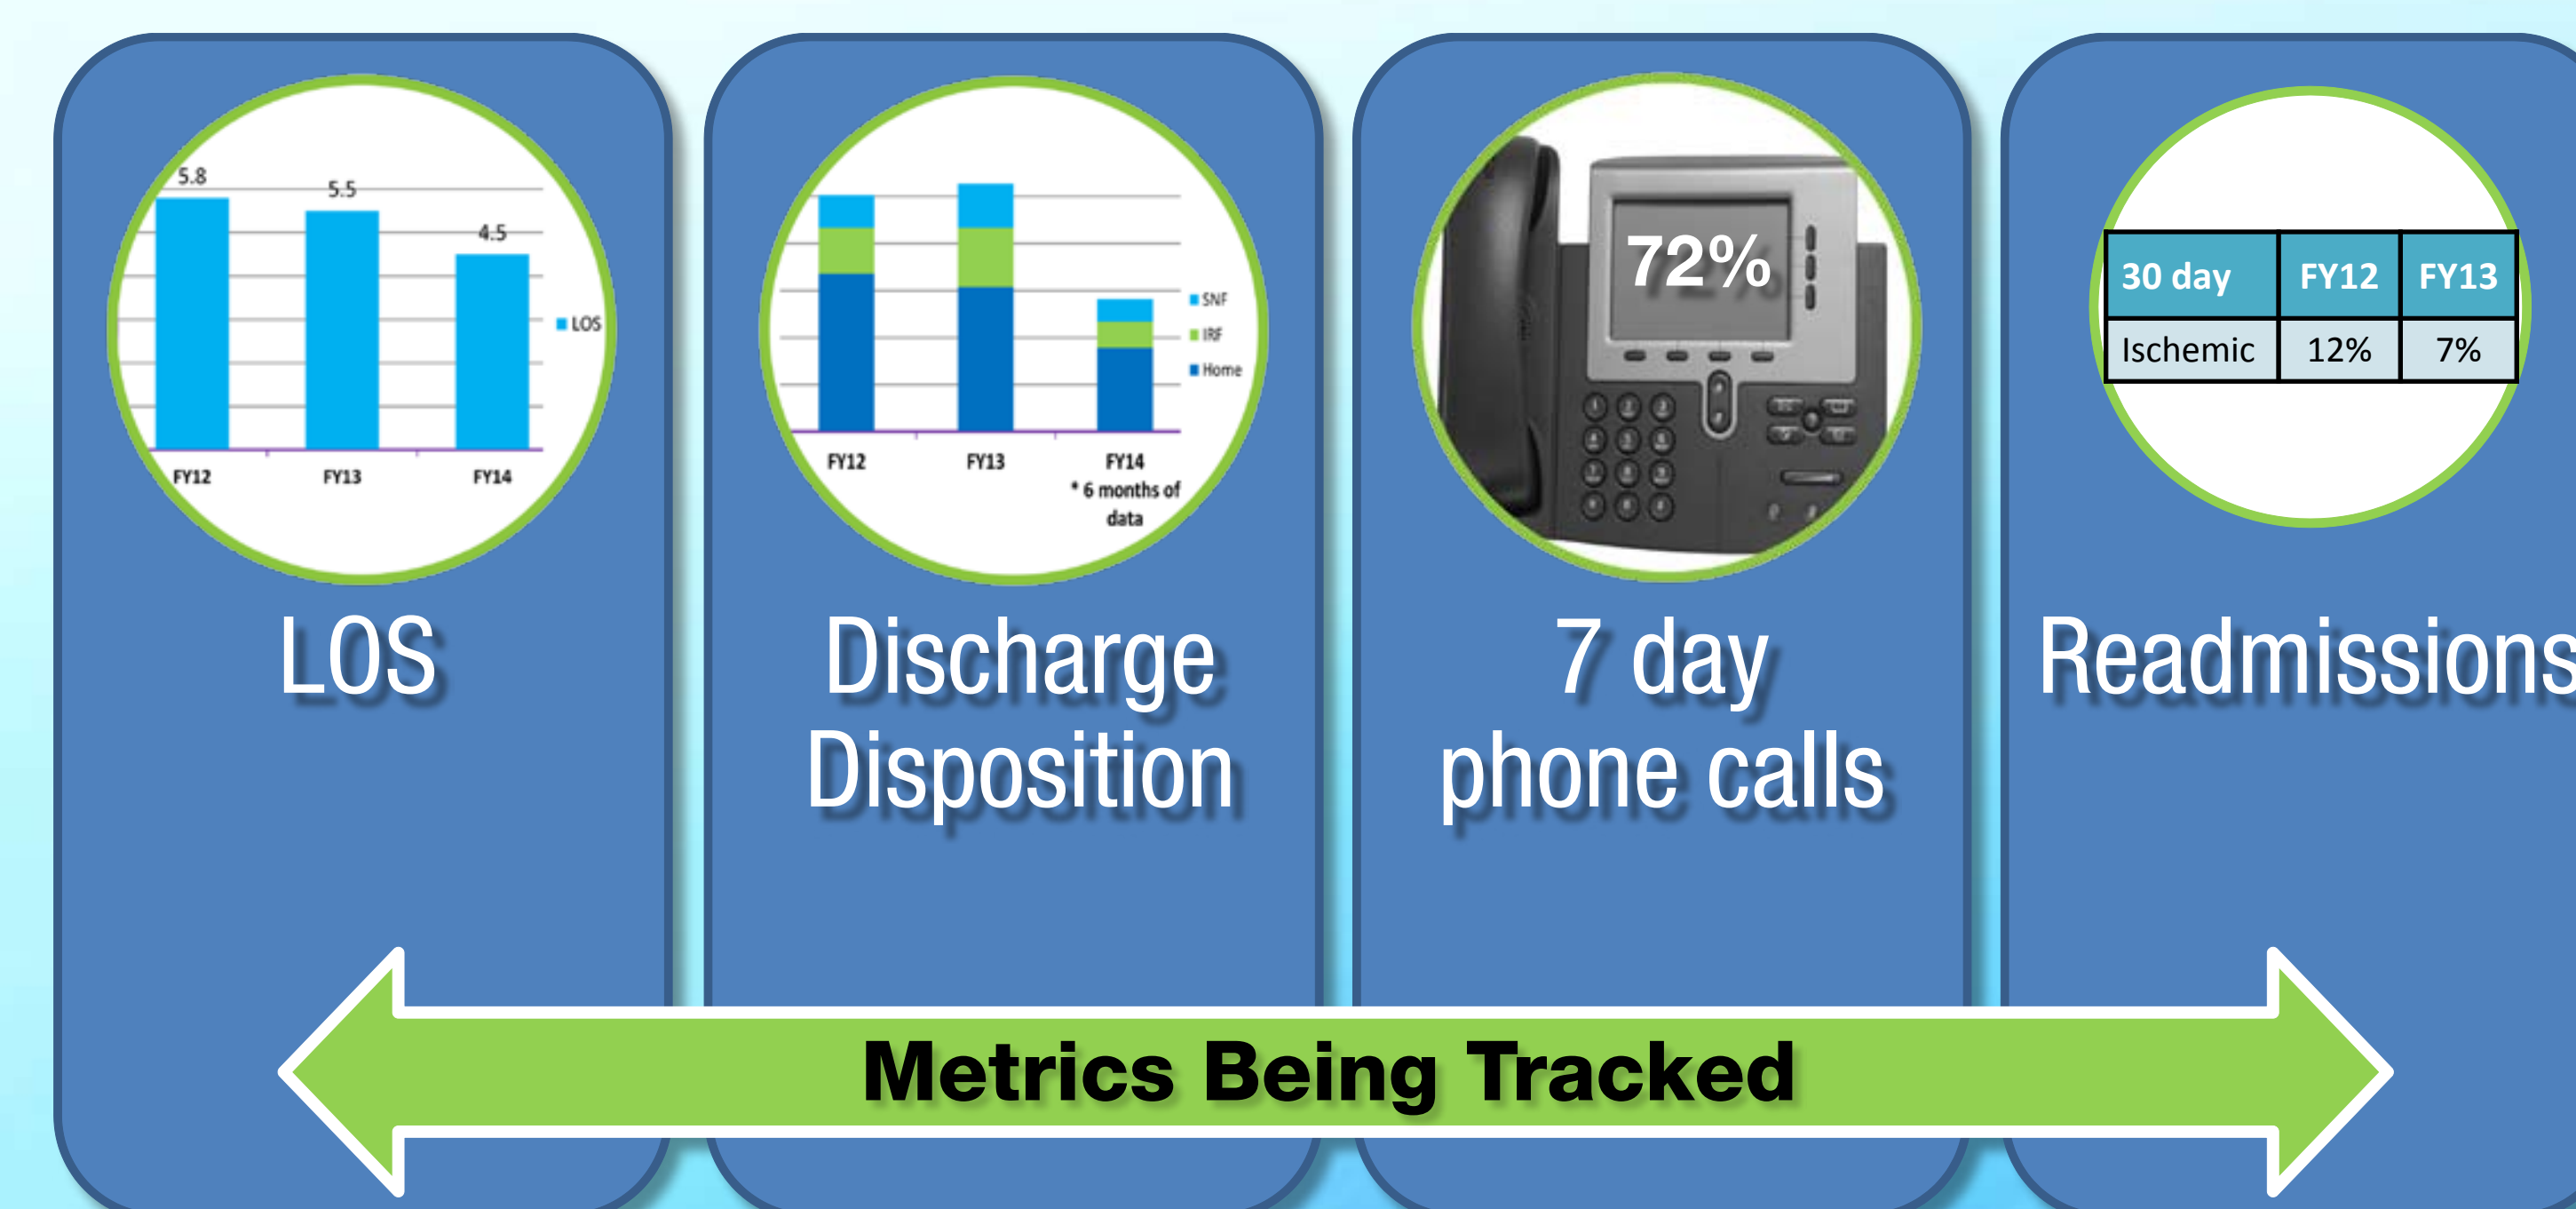 5.8
5.5
4.5
LOS
FY12 FY13 FY14
LOS
SNF
IRF
Home
FY12 FY13 FY14
* 6 months of
data
Discharge
Disposition
72%
7 day
phone calls
30 day FY12 FY13
Ischemic 12% 7%
Readmissions
Metrics Being Tracked